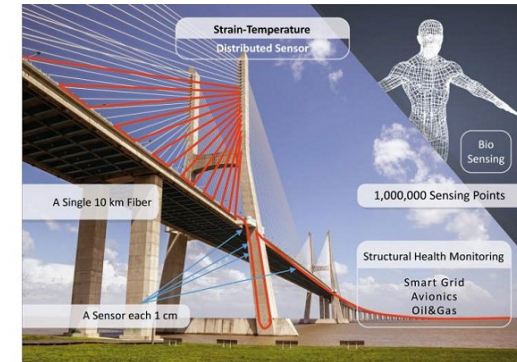 Strain-Temperature
Distributed Sensor
Bio
Sensing
A Single 10 km Fiber
1,000,000 Sensing Points
Structural Health Monitoring
Smart Grid
Avionics
Oil&Gas
A Sensor each 1 cm